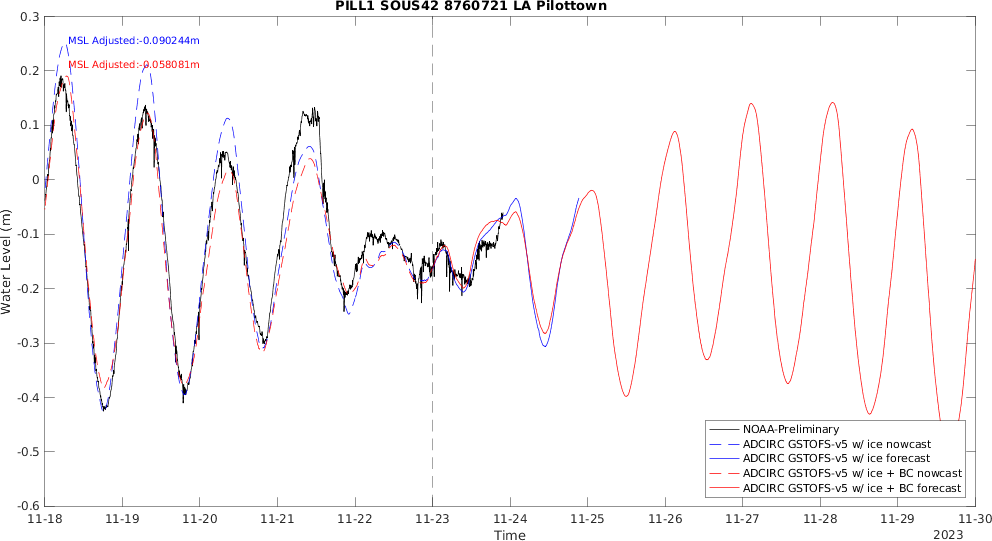 PILL1 SOUS42 8760721 LA Pilottown
MSL Adjusted:-0.090244m
MSL Adjusted:-0.058081m
0.3
0.2
0.1
0
-0.1
-0.2
-0.3
-0.4
-0.5
-0.6
Water Level (m)
NOAA-Preliminary
ADCIRC GSTOFS-v5 w/ ice nowcast
ADCIRC GSTOFS-v5 w/ ice forecast
ADCIRC GSTOFS-v5 w/ ice + BC nowcast
ADCIRC GSTOFS-v5 w/ ice + BC forecast
11-18 11-19 11-20 11-21 11-22 11-23 11-24 11-25 11-26 11-27 11-28 11-29 11-30
Time
2023